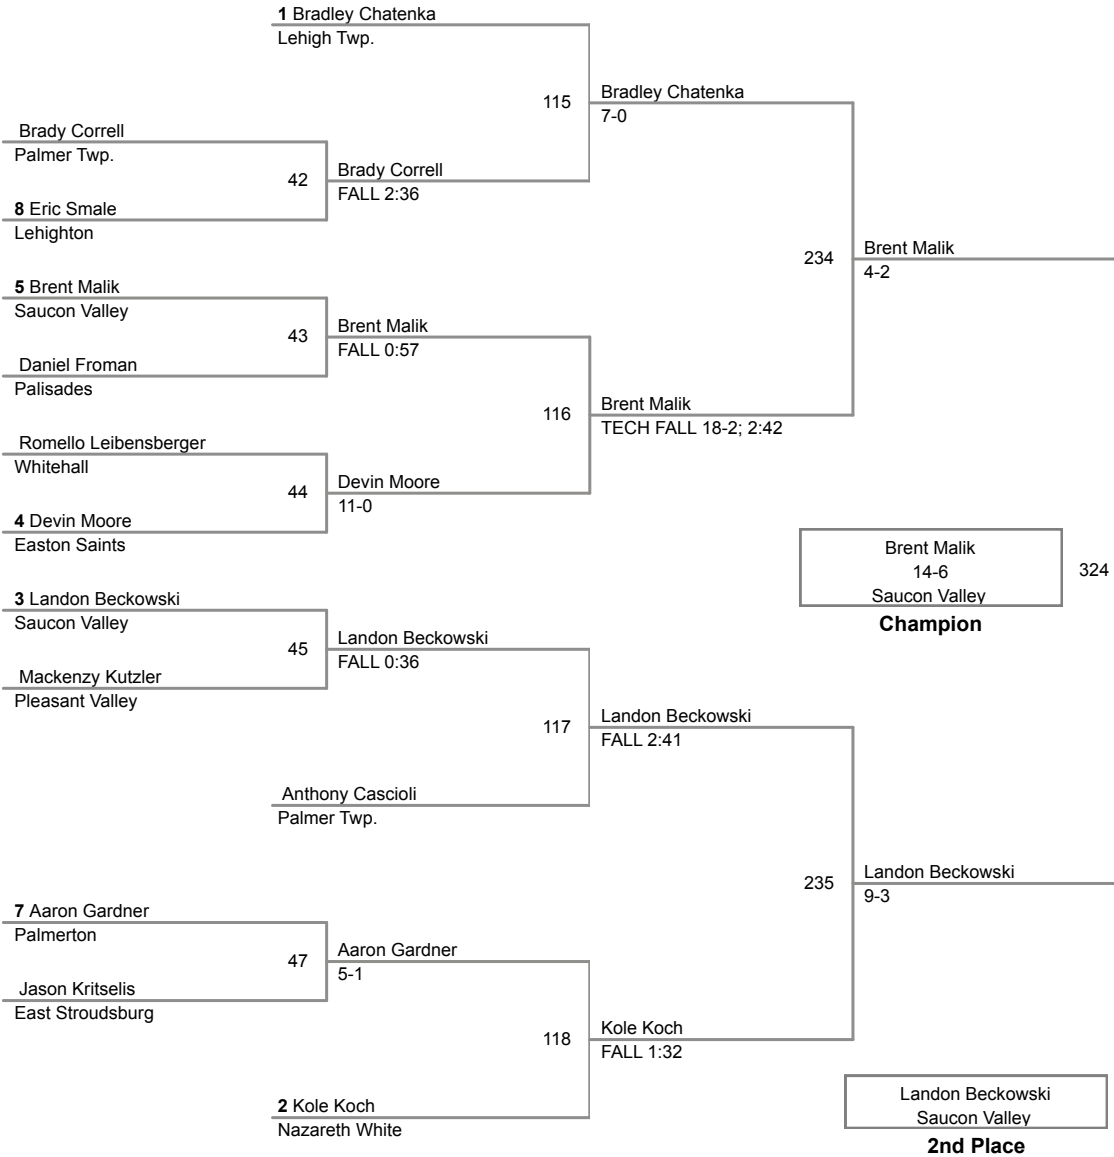 1 Bradley Chatenka
Lehigh Twp.
115
Bradley Chatenka
7-0
Brady Correll
Palmer Twp.
42
Brady Correll
FALL 2:36
8 Eric Smale
Lehighton
234
Brent Malik
4-2
5 Brent Malik
Saucon Valley
43
Brent Malik
FALL 0:57
Daniel Froman
Palisades
116
Brent Malik
TECH FALL 18-2; 2:42
Romello Leibensberger
Whitehall
44
Devin Moore
11-0
4 Devin Moore
Easton Saints
Brent Malik
14-6
Saucon Valley
324
Champion
3 Landon Beckowski
Saucon Valley
45
Landon Beckowski
FALL 0:36
Mackenzy Kutzler
Pleasant Valley
117
Landon Beckowski
FALL 2:41
Anthony Cascioli
Palmer Twp.
235
Landon Beckowski
9-3
7 Aaron Gardner
Palmerton
47
Aaron Gardner
5-1
Jason Kritselis
East Stroudsburg
118
Kole Koch
FALL 1:32
2 Kole Koch
Nazareth White
Landon Beckowski
Saucon Valley
2nd Place